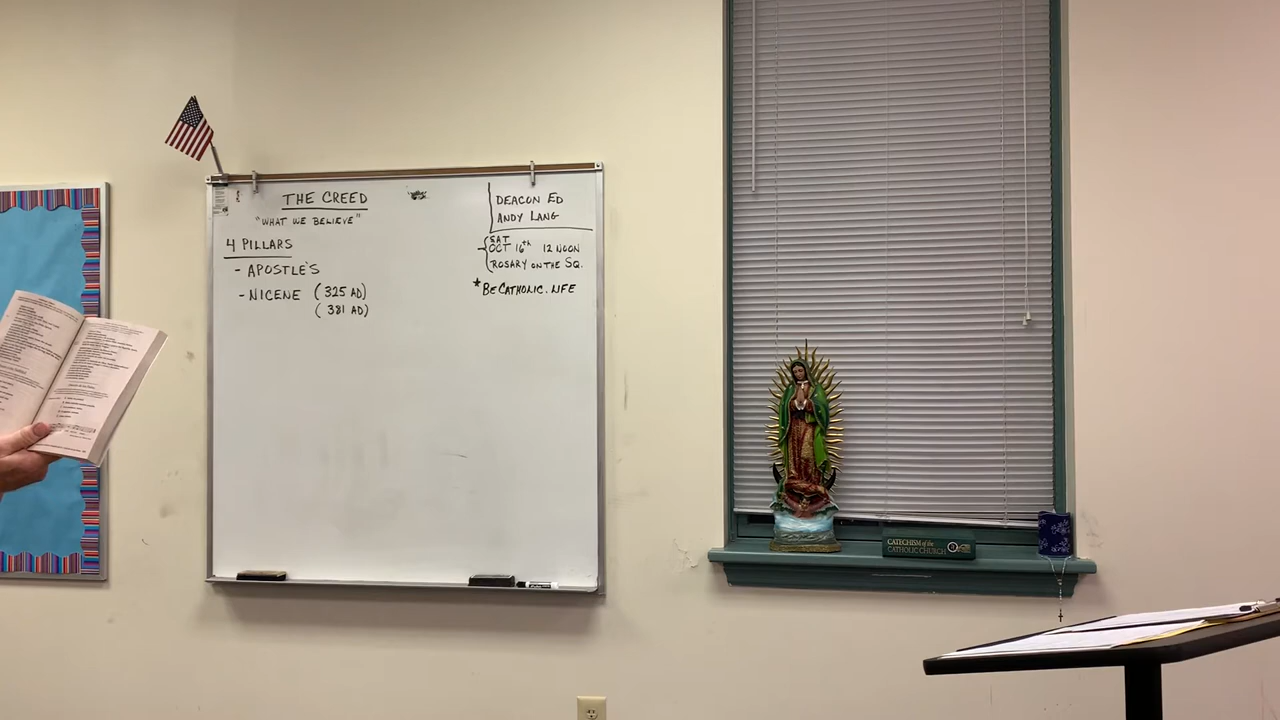 THE CREED
"WHAT WE BELIEVE"
4 PILLARS
- APOSTLE'S
- NICENE (325 AD)
(381 AD)
DEACON ED
ANDY LANG
SAT
OCT 16th 12 NOON
ROSARY ON THE SQ.
*BECATHOLIC.LIFE
CATECHISM of the
CATHOLIC CHURCH